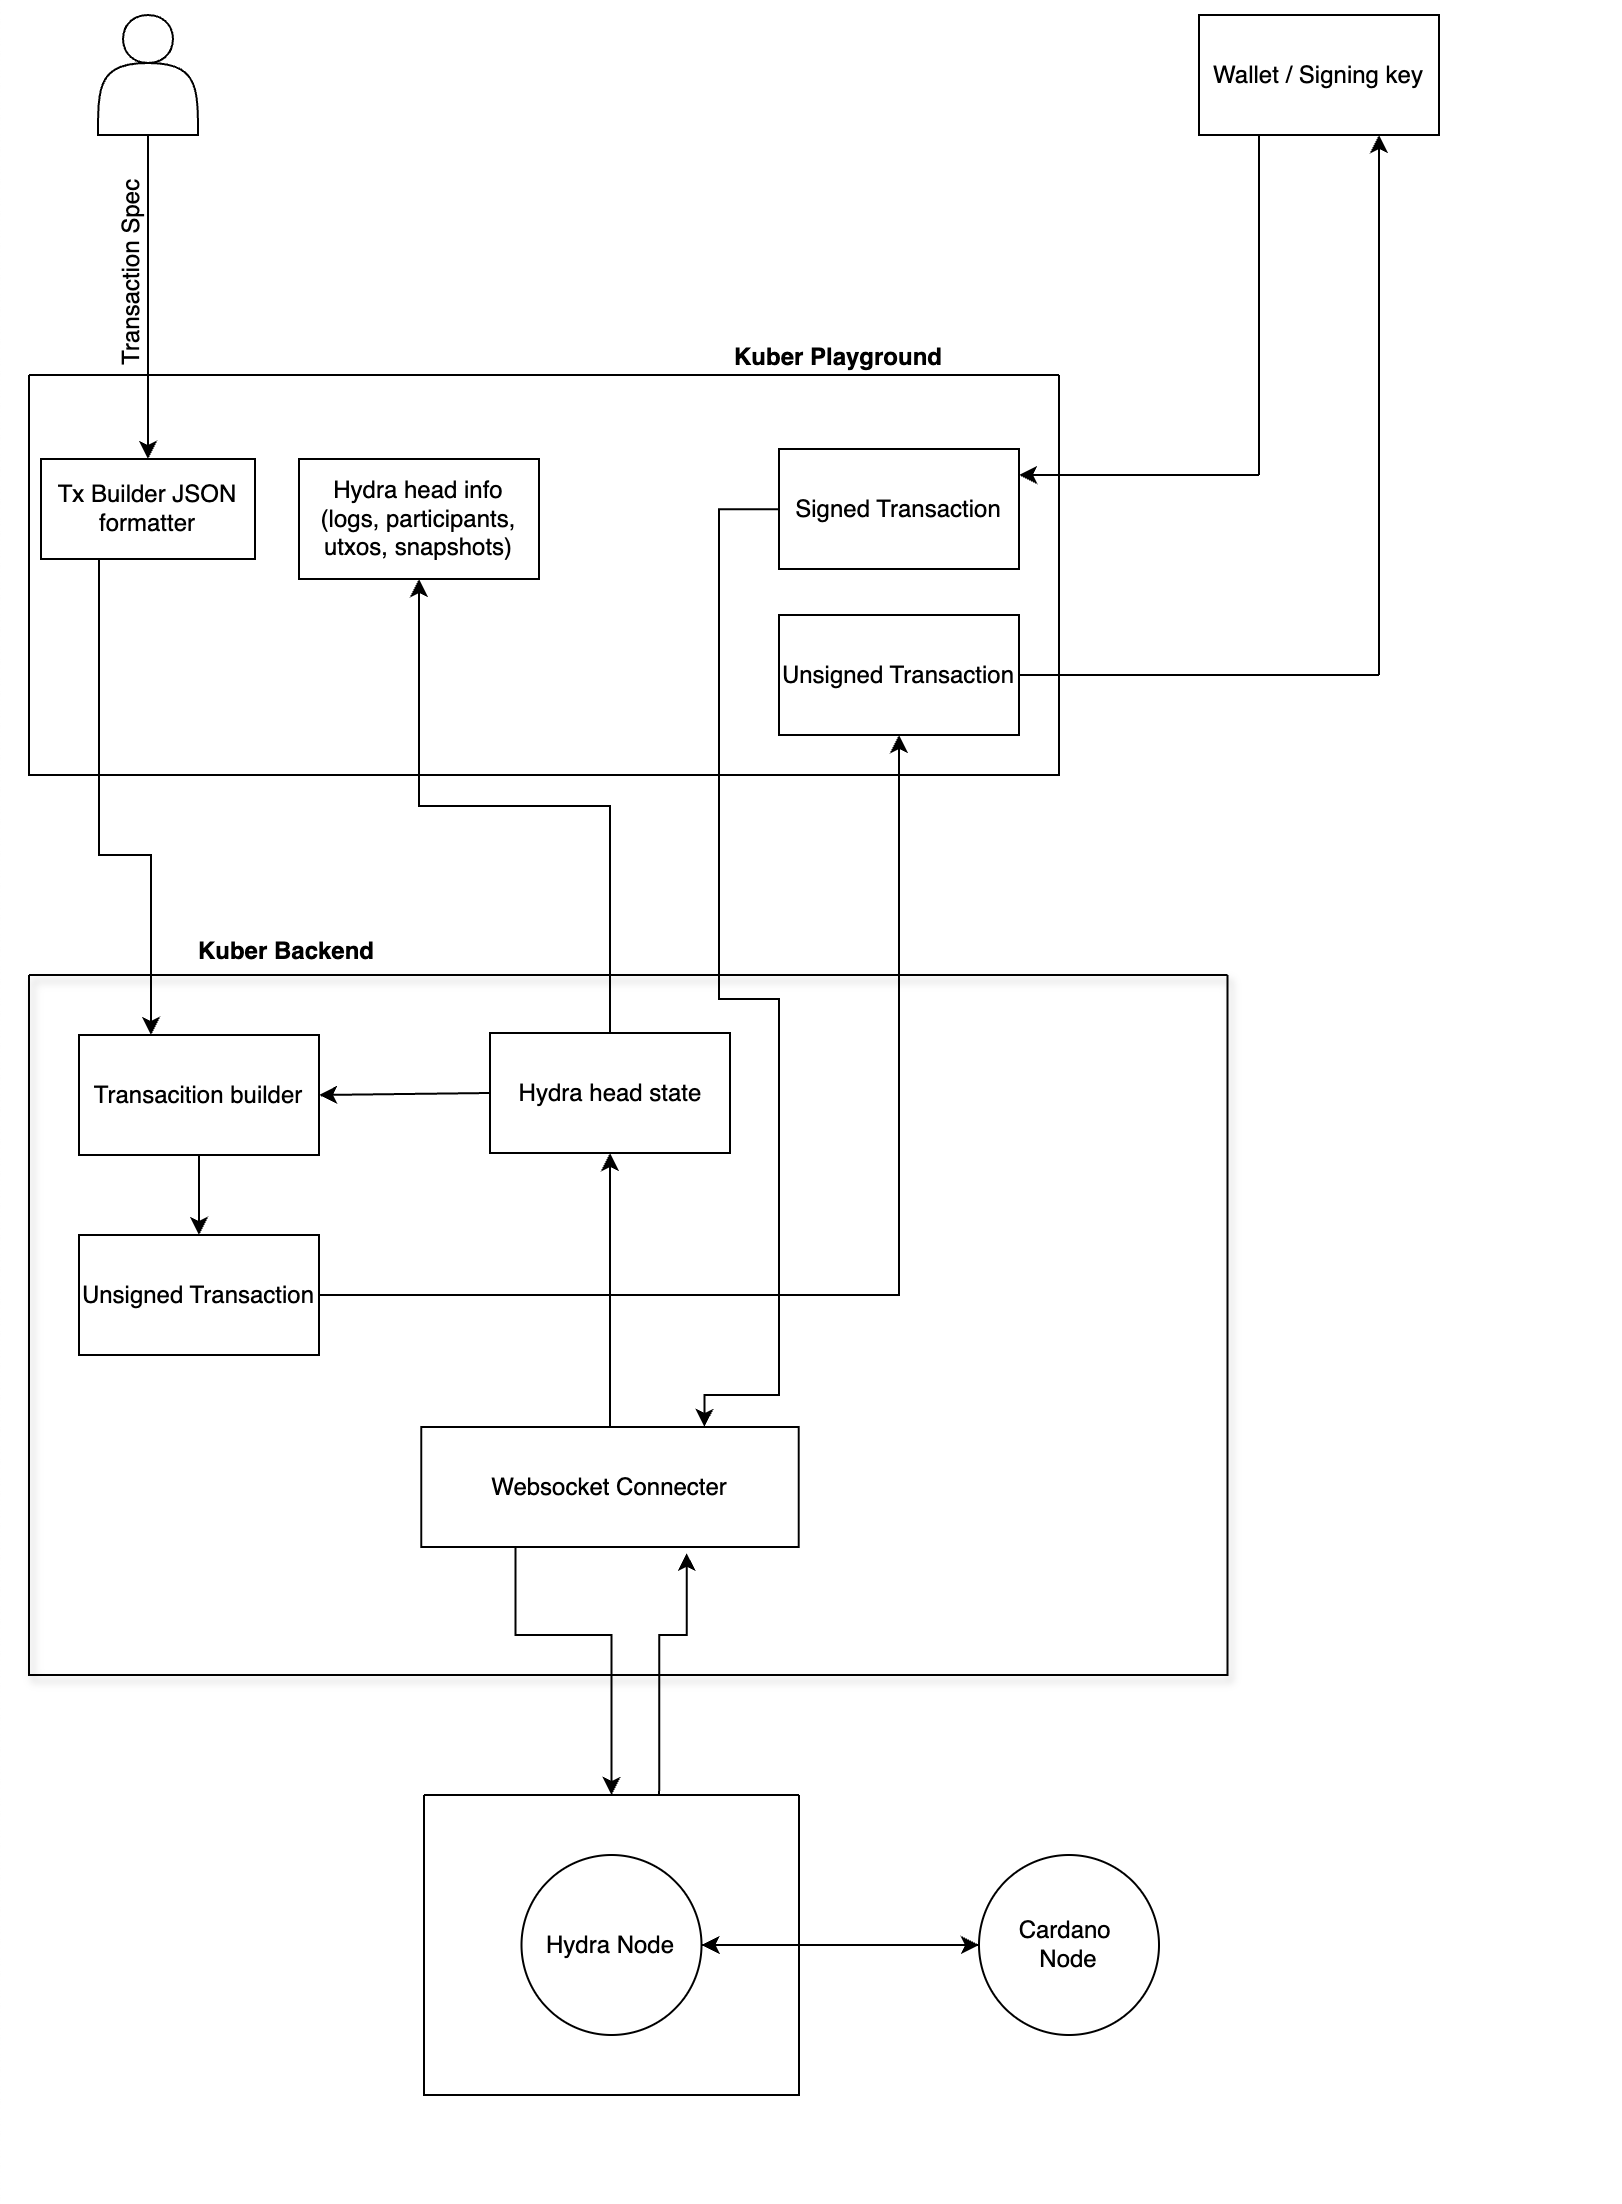 Wallet / Signing key
Transaction Spec
Kuber Playground
Tx Builder JSON
formatter
Hydra head info
(logs, participants,
utxos, snapshots)
Signed Transaction
Unsigned Transaction
Kuber Backend
Transacition builder
Hydra head state
Unsigned Transaction
Websocket Connecter
Hydra Node
Cardano
Node